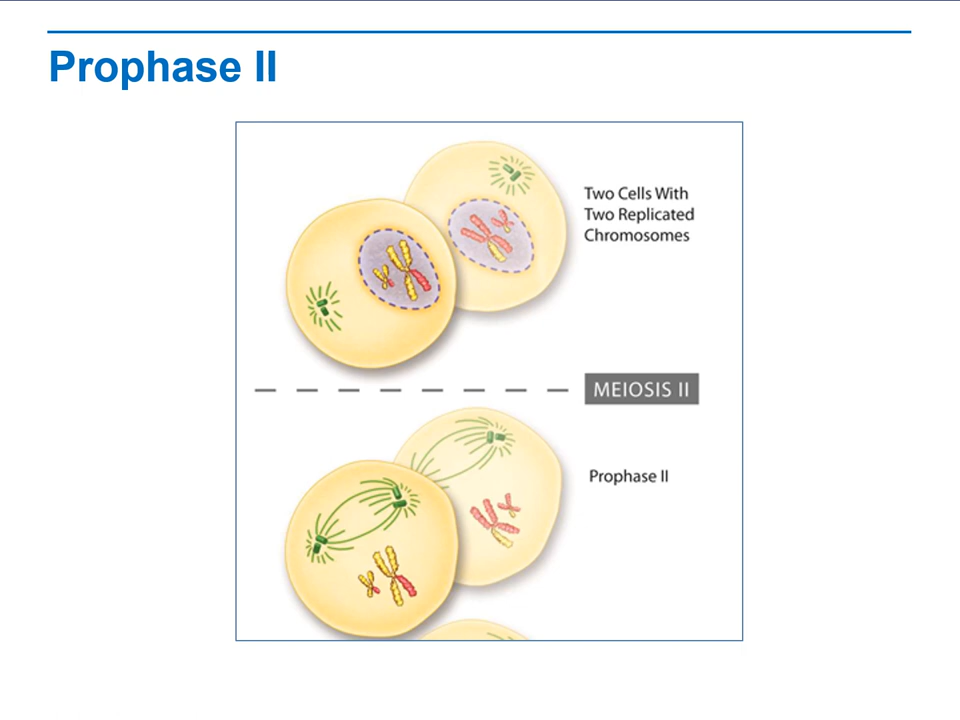 Prophase II
Two Cells With
Two Replicated
Chromosomes
MEIOSIS II
Prophase II